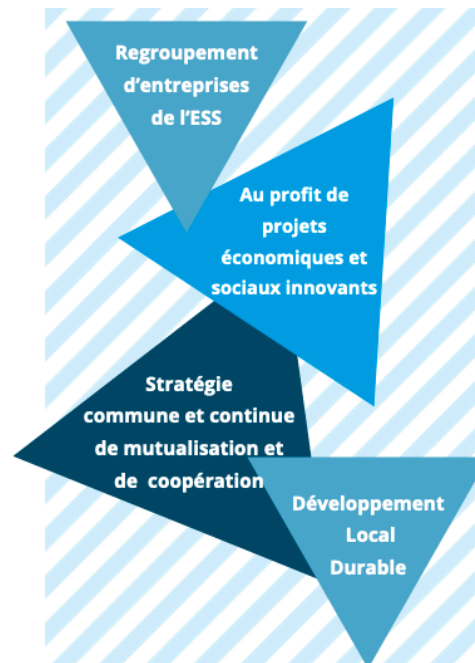 Regroupement
d'entreprises
de l'ESS
Au profit de
projets
économiques et
sociaux innovants
Stratégie
commune et continue
de mutualisation et
de coopération
Développement
Local
Durable